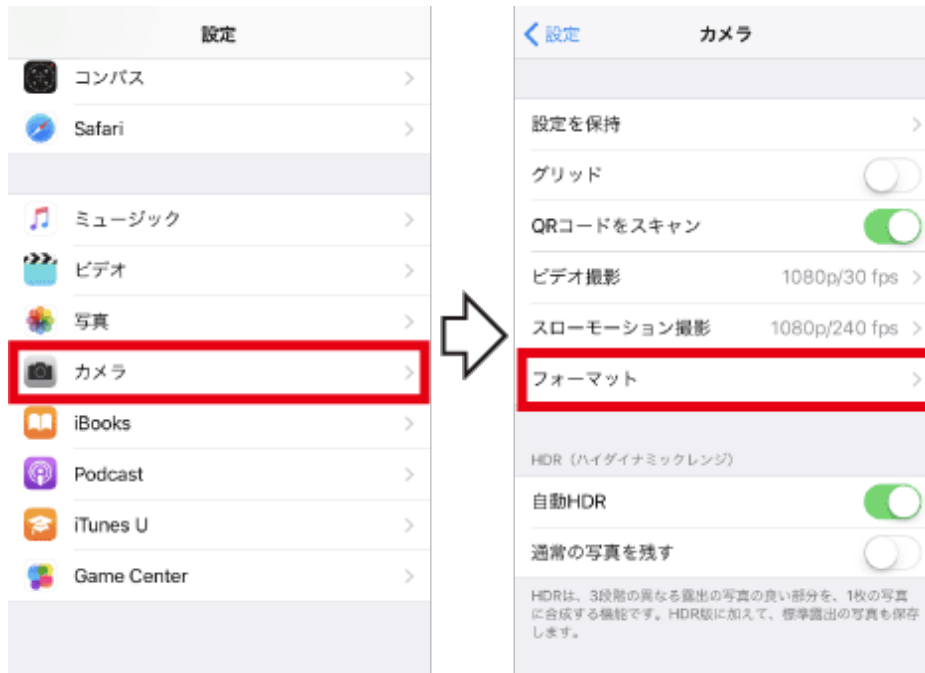 設定
コンパス
Safari
ミュージック
ビデオ
写真
カメラ
iBooks
Podcast
iTunes U
Game Center
設定
カメラ
設定を保持
グリッド
QRコードをスキャン
ビデオ撮影 1080p/30 fps
スローモーション撮影 1080p/240 fps
フォーマット
HDR（ハイダイナミックレンジ）
自動HDR
通常の写真を残す
HDRは、3段階の異なる露出の写真の良い部分を、1枚の写真
に合成する機能です。HDR版に加えて、標準露出の写真も保存
します。